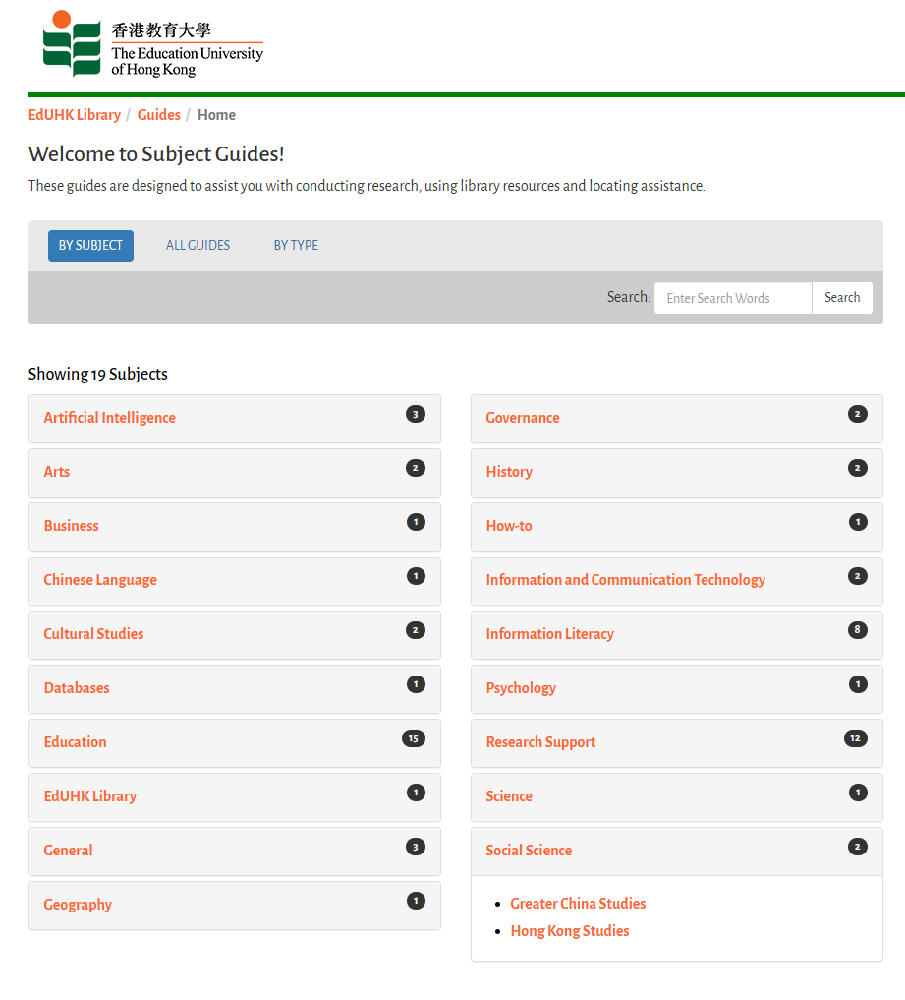 香港教育大學
The Education University
of Hong Kong
EdUHK Library / Guides / Home
Welcome to Subject Guides!
These guides are designed to assist you with conducting research, using library resources and locating assistance.
BY SUBJECT ALL GUIDES BY TYPE
Search: Enter Search Words Search
Showing 19 Subjects
Artificial Intelligence 3
Arts 2
Business 1
Chinese Language 1
Cultural Studies 2
Databases 1
Education 15
EdUHK Library 1
General 3
Geography 1
Governance 2
History 2
How-to 1
Information and Communication Technology 2
Information Literacy 8
Psychology 1
Research Support 12
Science 1
Social Science 2
Greater China Studies
Hong Kong Studies